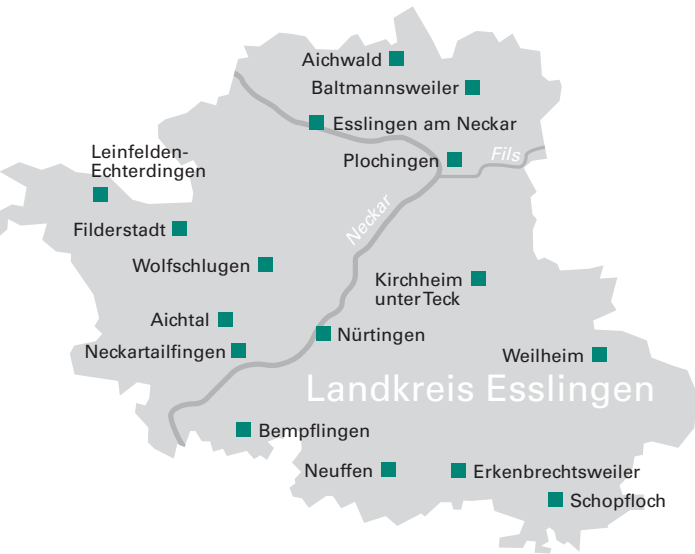 Aichwald
Baltmannsweiler
Esslingen am Neckar
Leinfelden-
Echterdingen
Plochingen
Fils
Filderstadt
Neckar
Wolfschlugen
Kirchheim
unter Teck
Aichtal
Nürtingen
Neckartailfingen
Weilheim
Landkreis Esslingen
Bempflingen
Neuffen
Erkenbrechtsweiler
Schopfloch